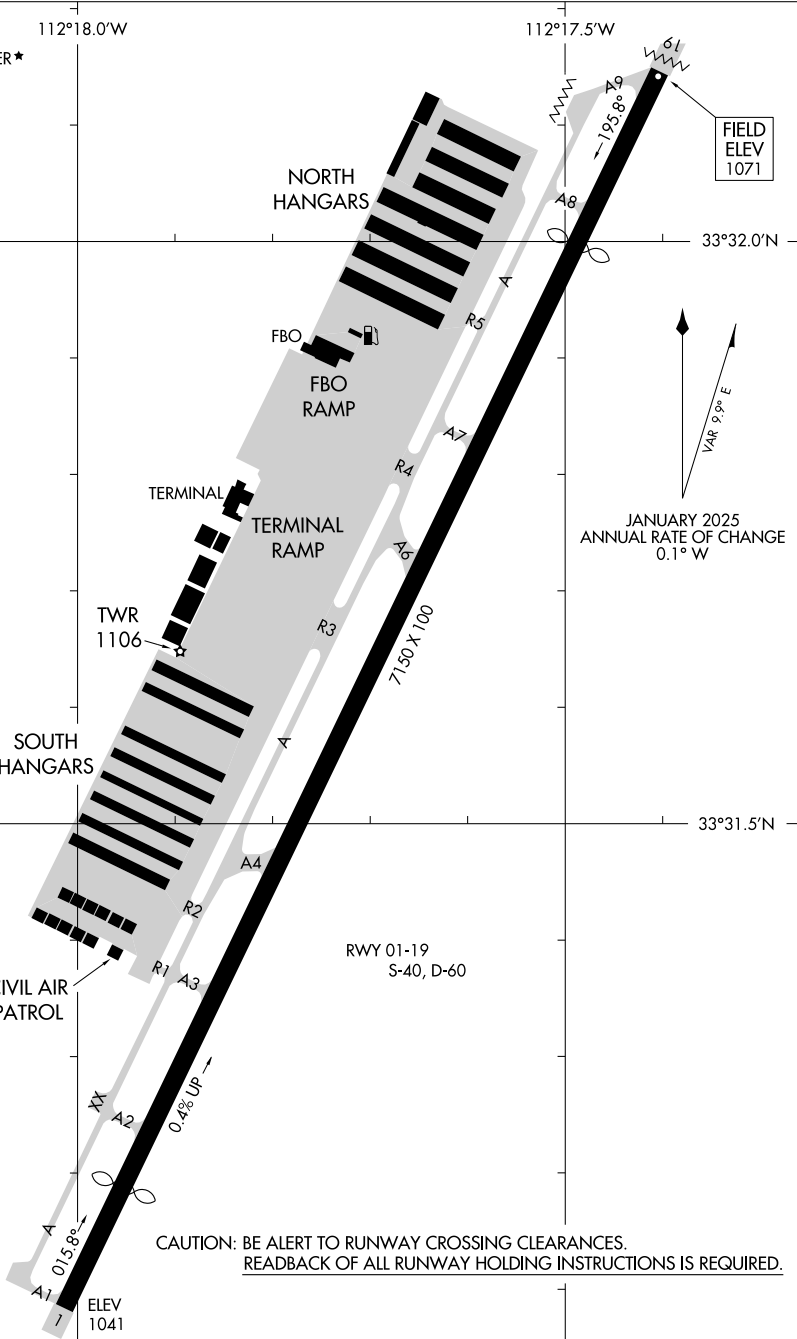 112°18.0'W
112°17.5'W
ER★
19
A9
195.8°
FIELD
ELEV
1071
NORTH
HANGARS
A8
33°32.0'N
A
R5
FBO
FBO
RAMP
VAR 9.9° E
A7
R4
TERMINAL
TERMINAL
RAMP
JANUARY 2025
ANNUAL RATE OF CHANGE
0.1° W
A6
TWR
1106
R3
7150 X 100
SOUTH
HANGARS
A
33°31.5'N
A4
R2
RWY 01-19
S-40, D-60
R1
A3
CIVIL AIR
PATROL
0.4% UP
XX
A2
A
015.8°
CAUTION: BE ALERT TO RUNWAY CROSSING CLEARANCES.
READBACK OF ALL RUNWAY HOLDING INSTRUCTIONS IS REQUIRED.
A1
ELEV
1041
1